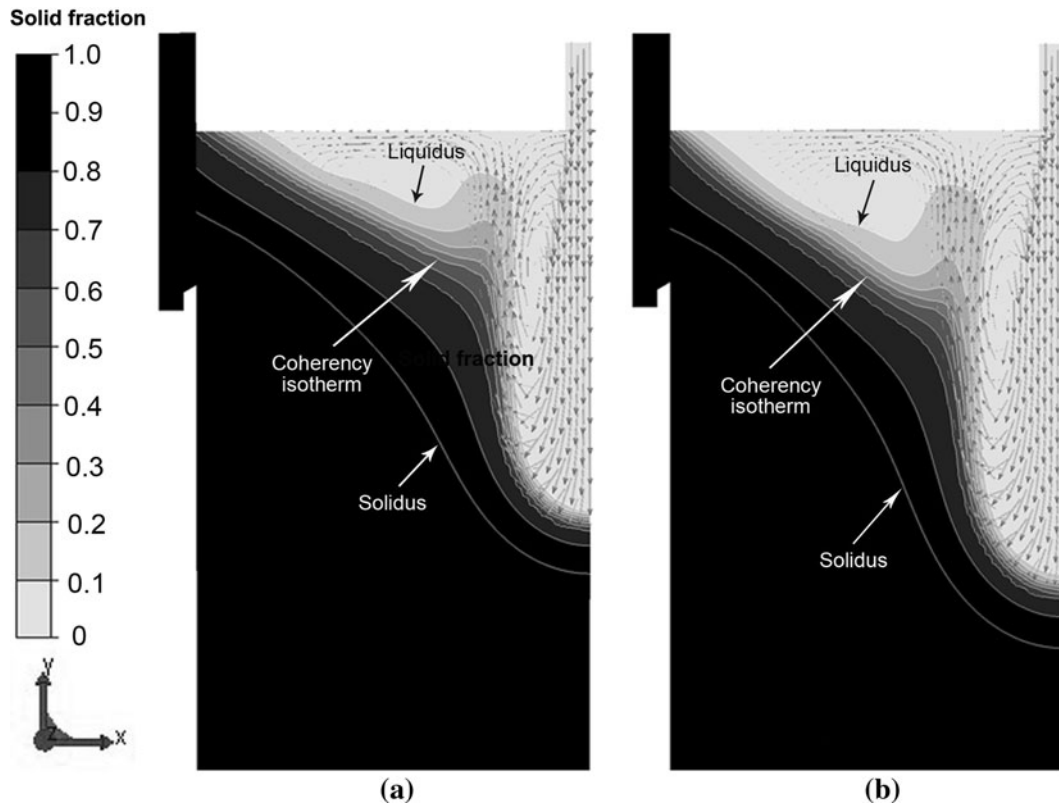 Solid fraction
1.0
0.9
0.8
0.7
0.6
0.5
0.4
0.3
0.2
0.1
0
Y
Z
X
Liquidus
Coherency
isotherm
Solid fraction
Solidus
(a)
Liquidus
Coherency
isotherm
Solidus
(b)